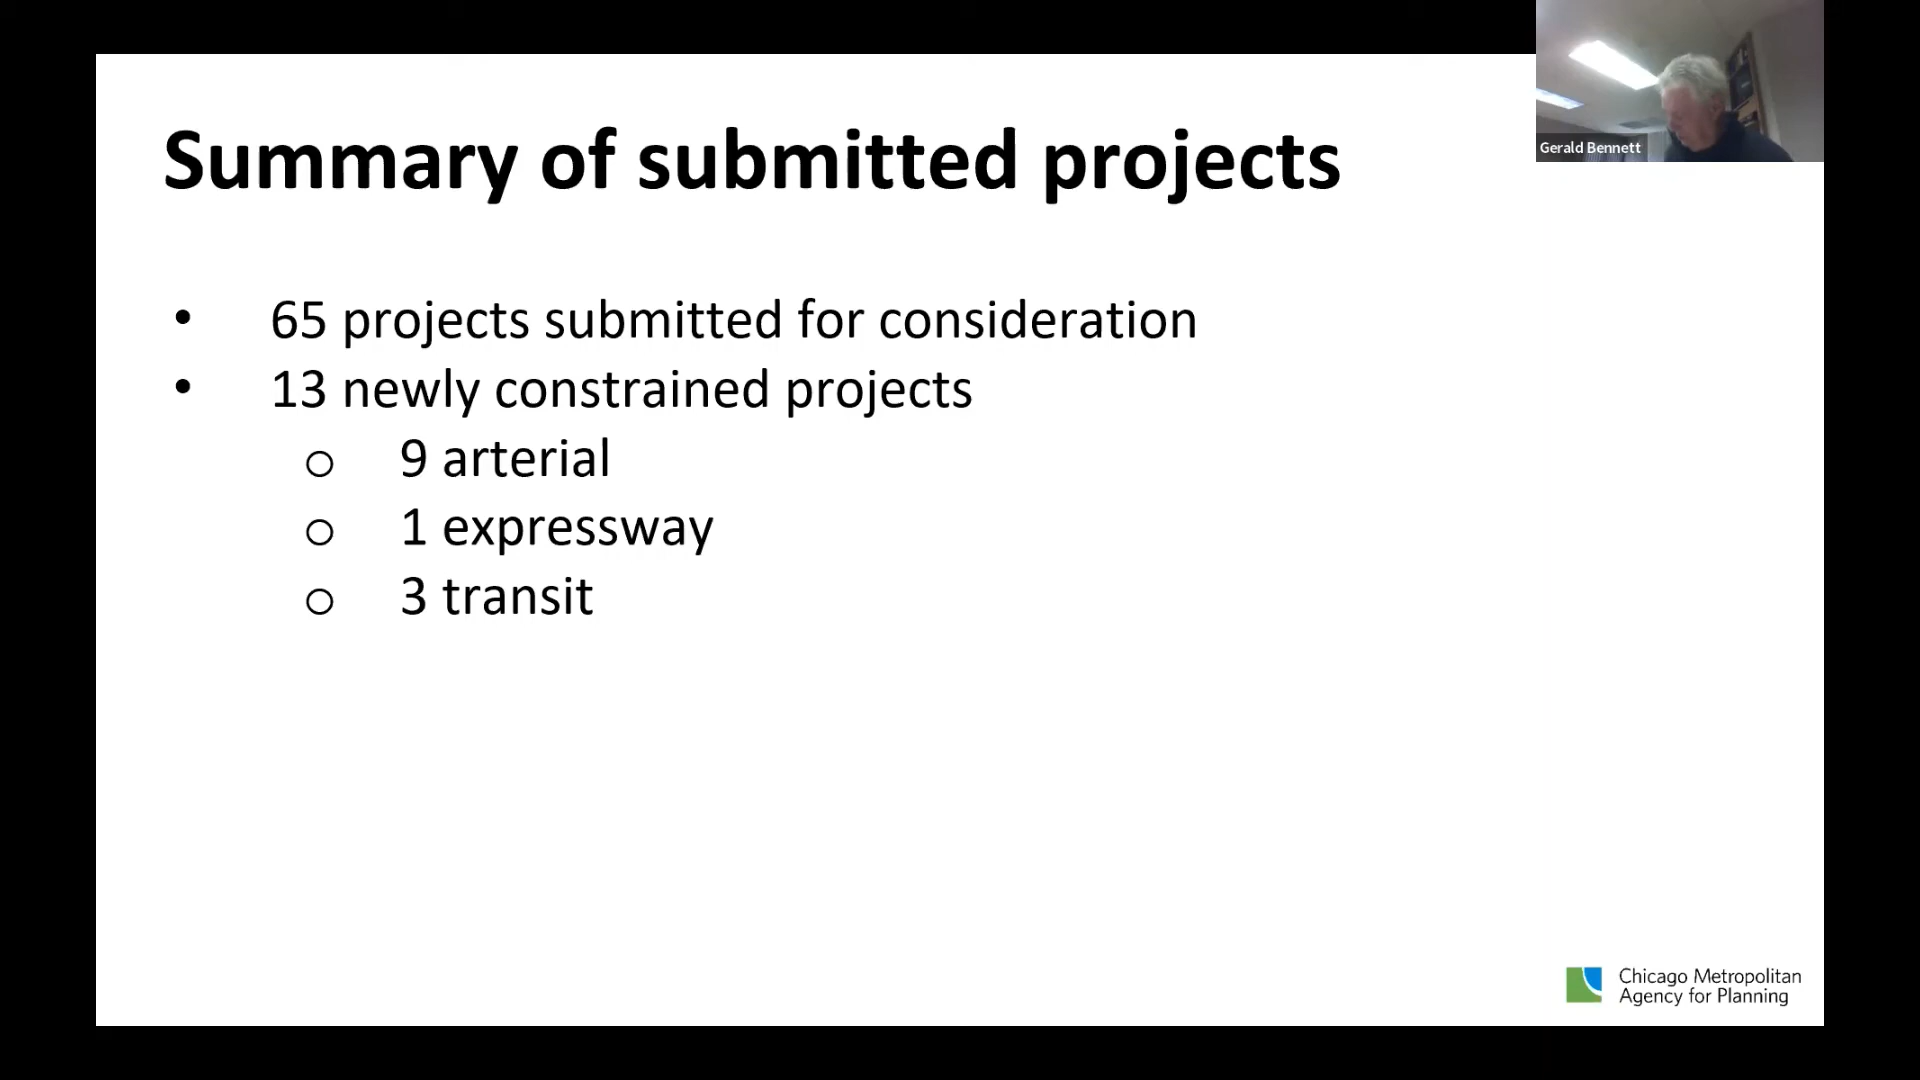 Gerald Bennett
Summary of submitted projects
• 65 projects submitted for consideration
• 13 newly constrained projects
o 9 arterial
o 1 expressway
o 3 transit
Chicago Metropolitan
Agency for Planning